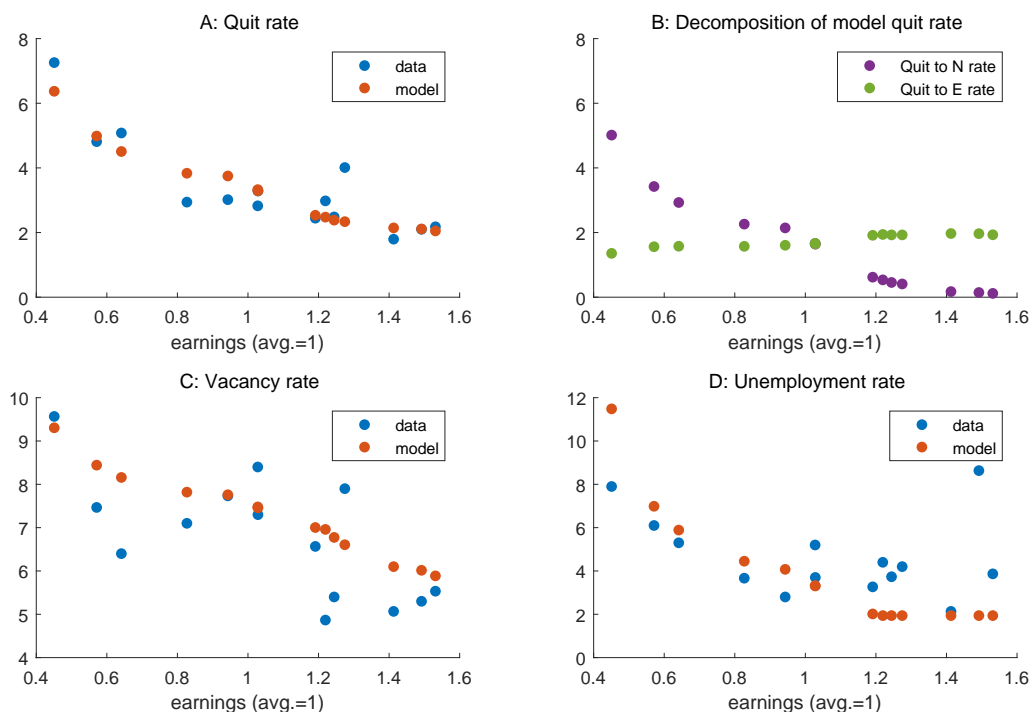 A: Quit rate
8
6
4
2
0
0.4 0.6 0.8 1 1.2 1.4 1.6
earnings (avg.=1)
data
model
B: Decomposition of model quit rate
8
6
4
2
0
0.4 0.6 0.8 1 1.2 1.4 1.6
earnings (avg.=1)
Quit to N rate
Quit to E rate
C: Vacancy rate
10
9
8
7
6
5
4
0.4 0.6 0.8 1 1.2 1.4 1.6
earnings (avg.=1)
data
model
D: Unemployment rate
12
10
8
6
4
2
0
0.4 0.6 0.8 1 1.2 1.4 1.6
earnings (avg.=1)
data
model